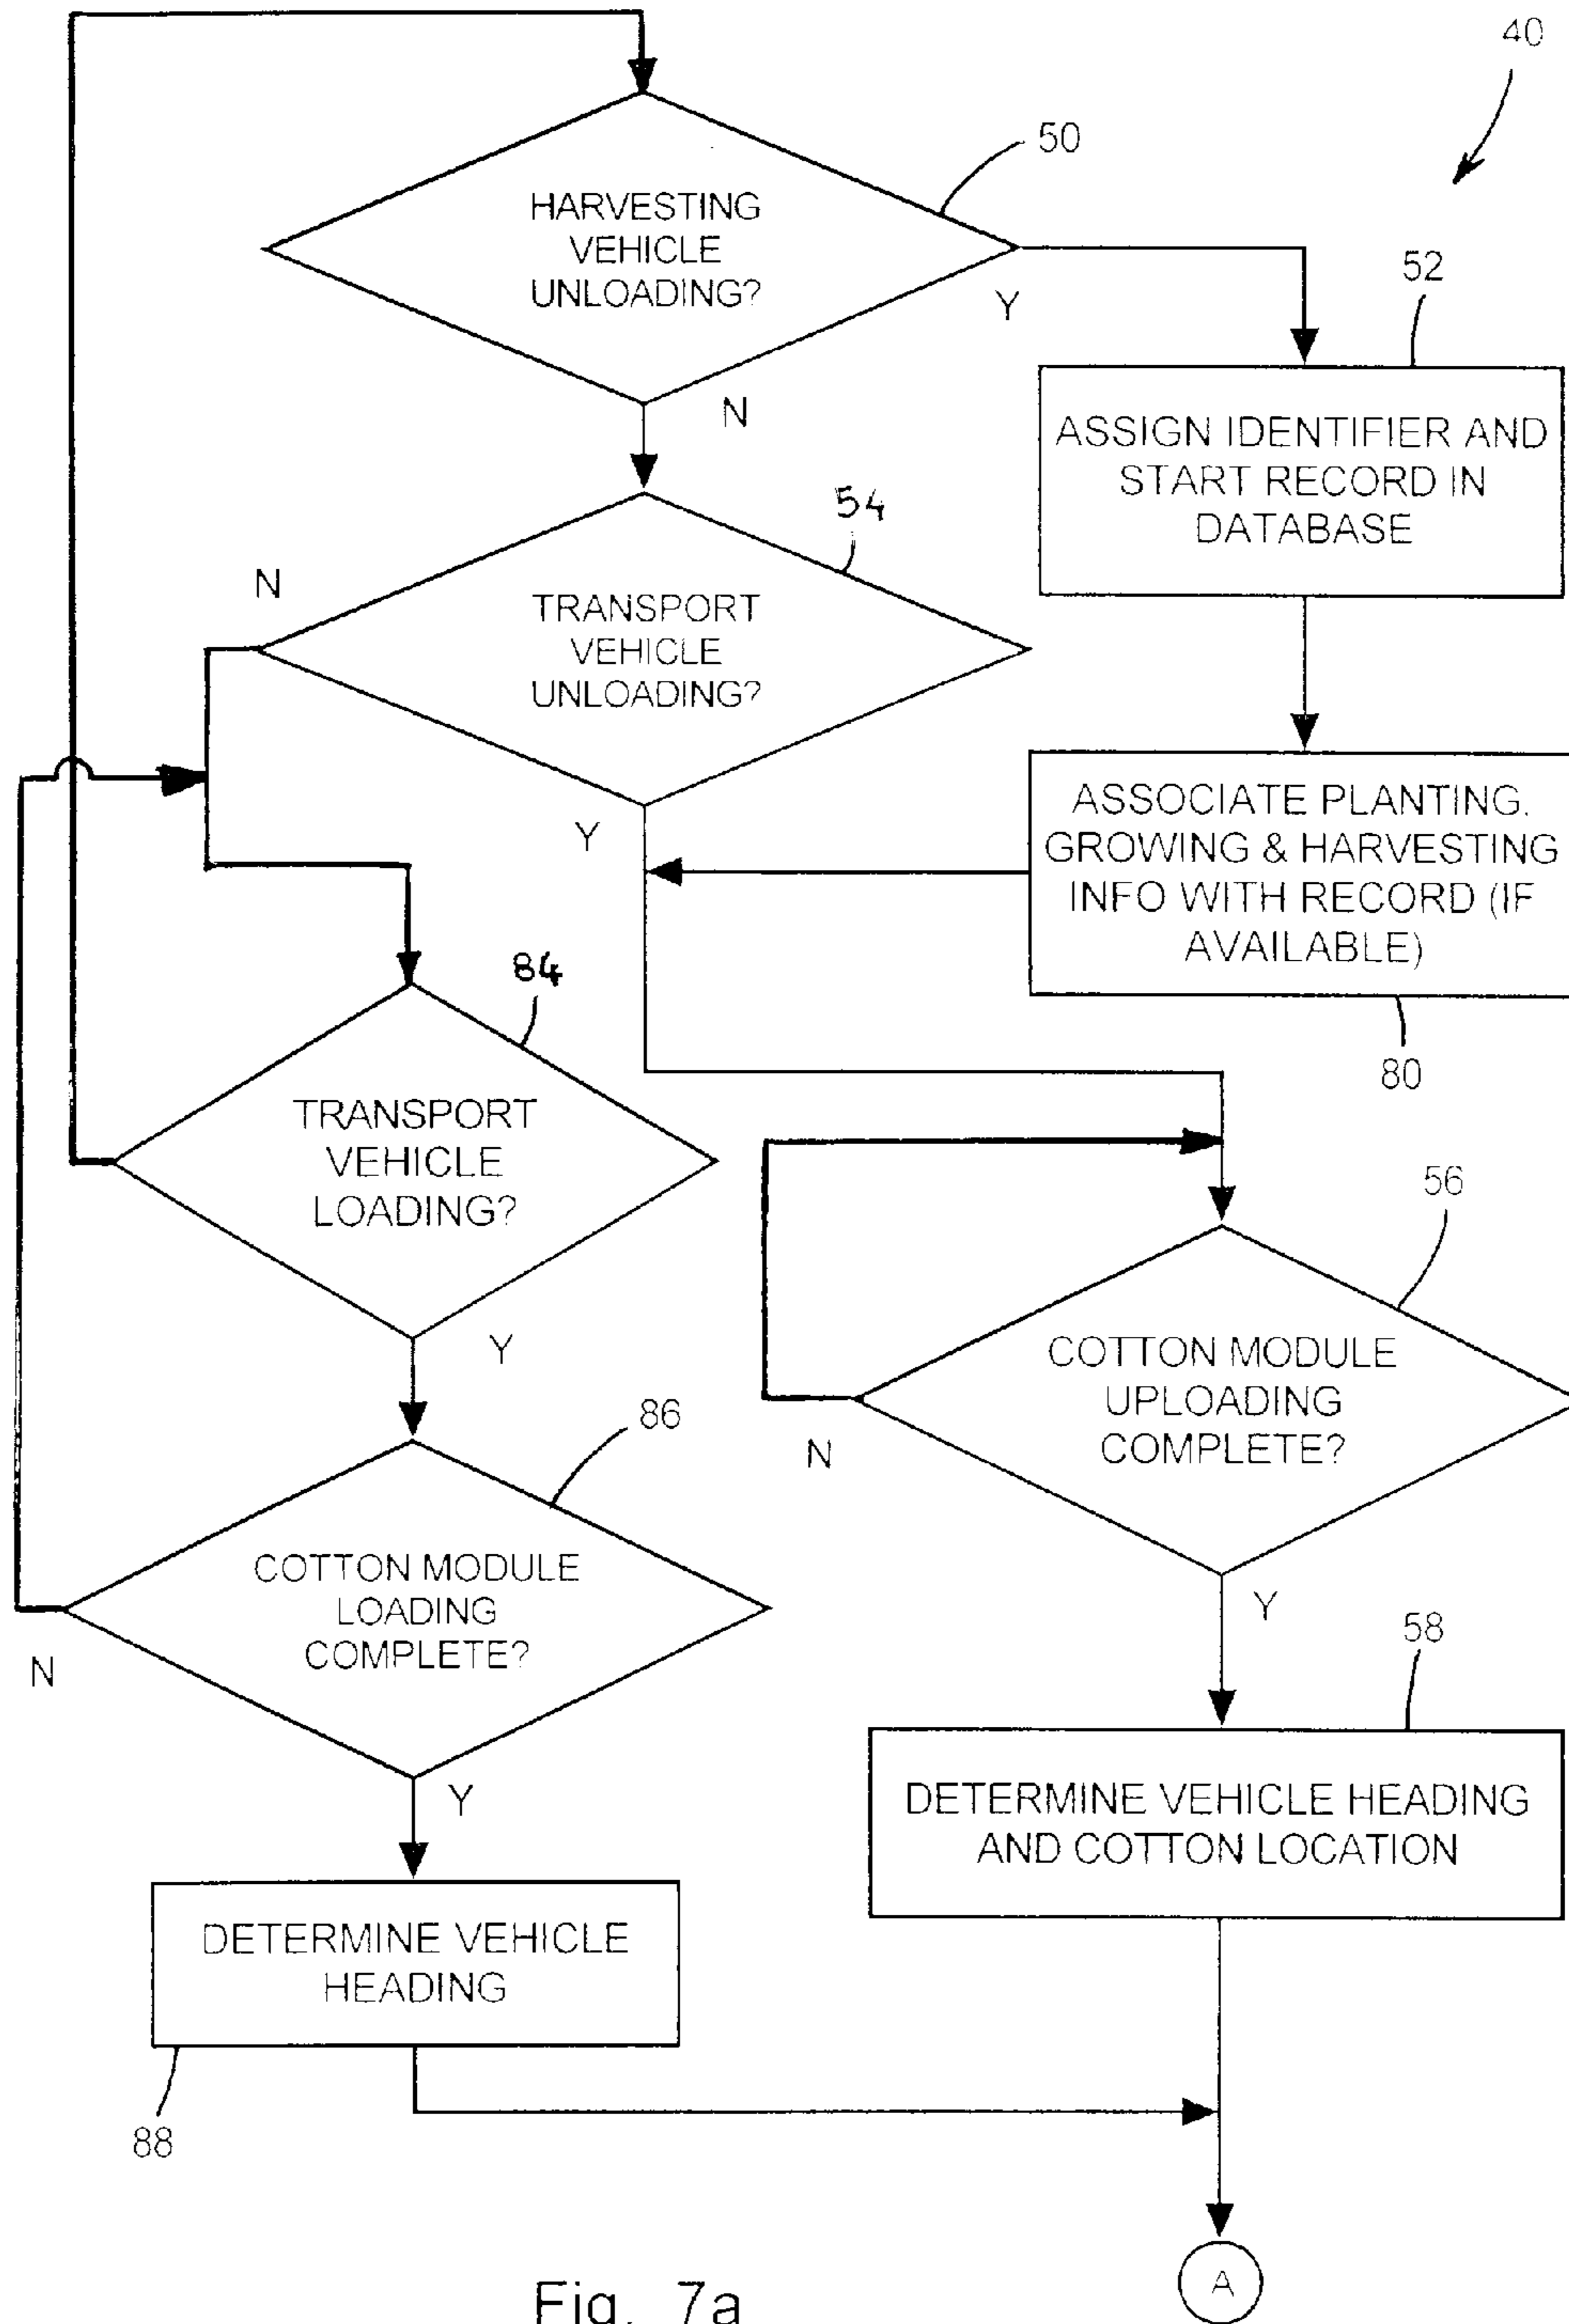 40
50
HARVESTING
VEHICLE
UNLOADING?
Y
N
52
ASSIGN IDENTIFIER AND
START RECORD IN
DATABASE
54
N
TRANSPORT
VEHICLE
UNLOADING?
Y
ASSOCIATE PLANTING.
GROWING & HARVESTING
INFO WITH RECORD (IF
AVAILABLE)
80
84
TRANSPORT
VEHICLE
LOADING?
Y
56
COTTON MODULE
UPLOADING
COMPLETE?
N
Y
86
COTTON MODULE
LOADING
COMPLETE?
N
Y
58
DETERMINE VEHICLE HEADING
AND COTTON LOCATION
DETERMINE VEHICLE
HEADING
88
A
Fig. 7a